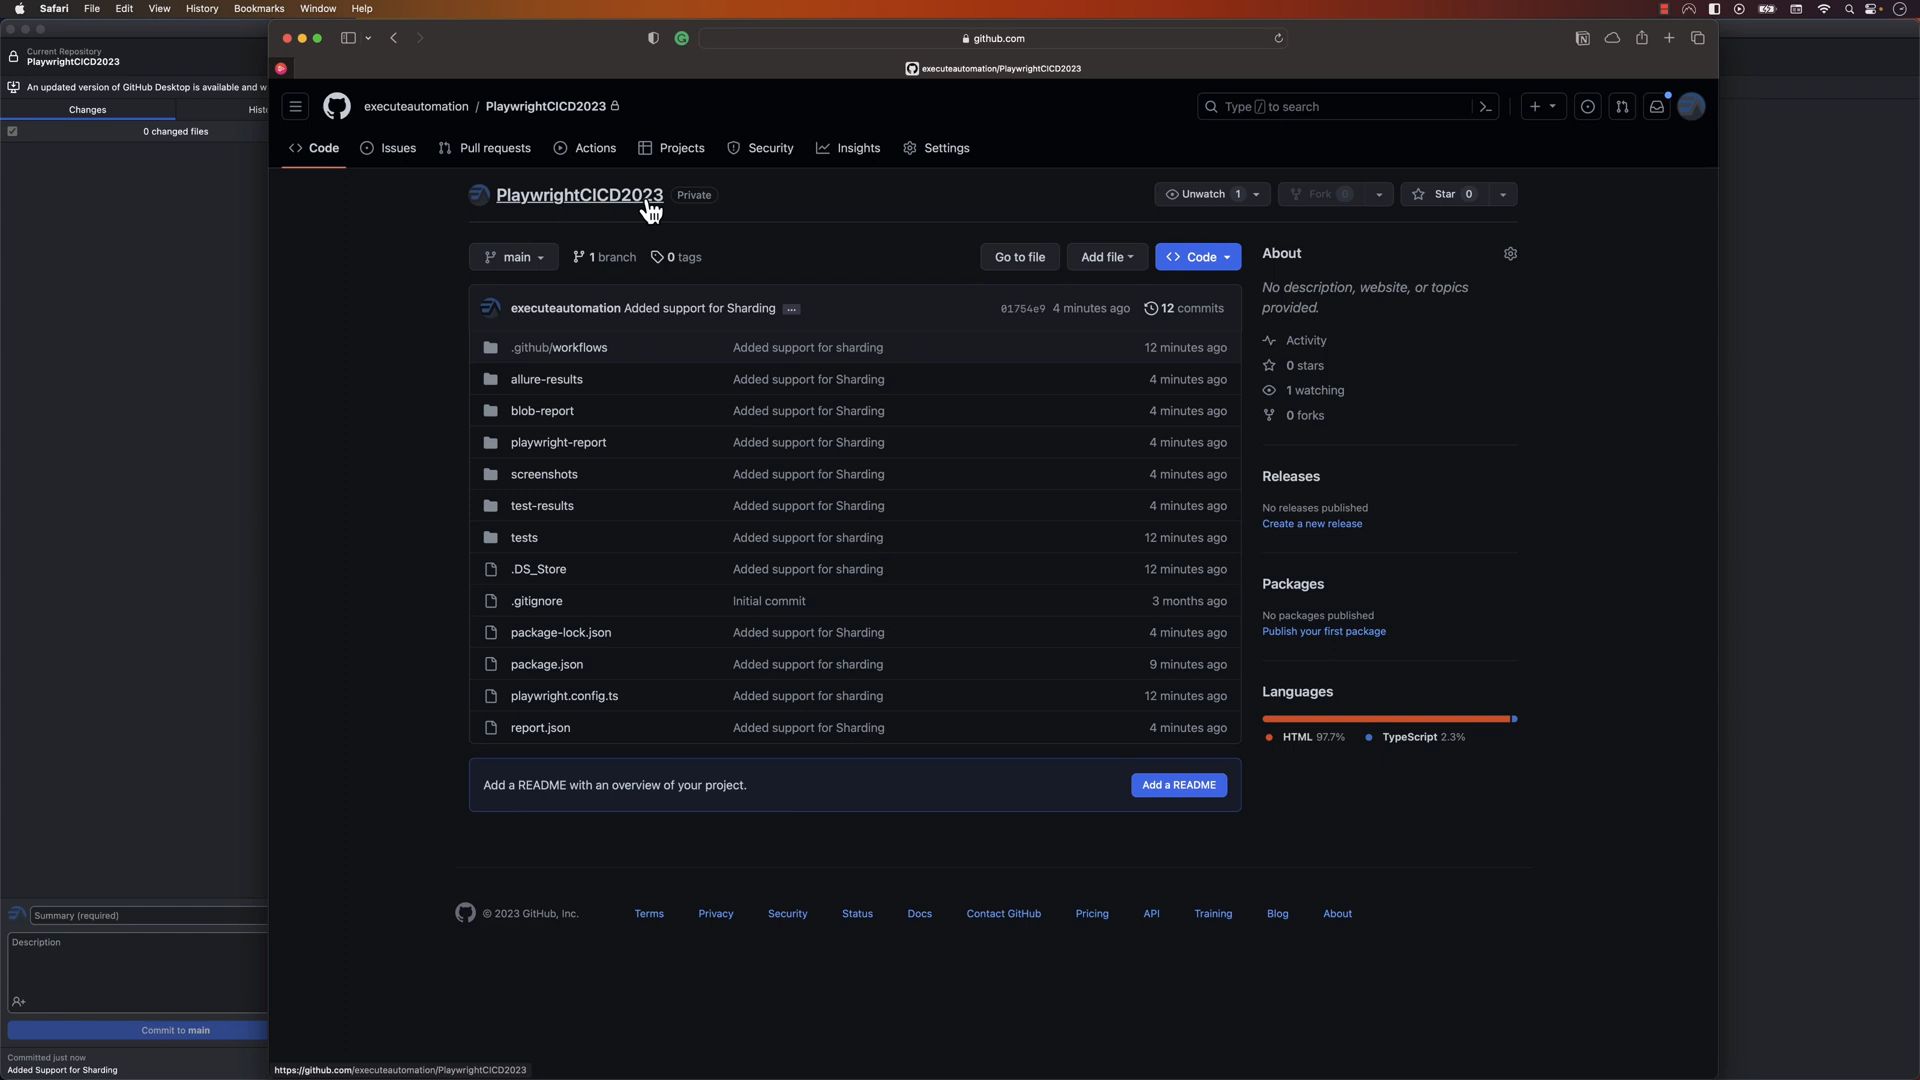 Safari File Edit View History Bookmarks Window Help
Current Repository
PlaywrightCICD2023
An updated version of GitHub Desktop is available and w
Changes Histo
0 changed files
github.com
executeautomation/PlaywrightCICD2023
executeautomation / PlaywrightCICD2023
Type / to search
Code Issues Pull requests Actions Projects Security Insights Settings
PlaywrightCICD2023 Private
Unwatch 1 Fork 0 Star 0
main 1 branch 0 tags Go to file Add file Code
executeautomation Added support for Sharding ... 01754e9 4 minutes ago 12 commits
.github/workflows Added support for sharding 12 minutes ago
allure-results Added support for Sharding 4 minutes ago
blob-report Added support for Sharding 4 minutes ago
playwright-report Added support for Sharding 4 minutes ago
screenshots Added support for Sharding 4 minutes ago
test-results Added support for Sharding 4 minutes ago
tests Added support for sharding 12 minutes ago
.DS_Store Added support for sharding 12 minutes ago
.gitignore Initial commit 3 months ago
package-lock.json Added support for Sharding 4 minutes ago
package.json Added support for sharding 9 minutes ago
playwright.config.ts Added support for sharding 12 minutes ago
report.json Added support for Sharding 4 minutes ago
Add a README with an overview of your project. Add a README
About
No description, website, or topics
provided.
Activity
0 stars
1 watching
0 forks
Releases
No releases published
Create a new release
Packages
No packages published
Publish your first package
Languages
HTML 97.7% TypeScript 2.3%
© 2023 GitHub, Inc. Terms Privacy Security Status Docs Contact GitHub Pricing API Training Blog About
Summary (required)
Description
Commit to main
Committed just now
Added Support for Sharding
https://github.com/executeautomation/PlaywrightCICD2023